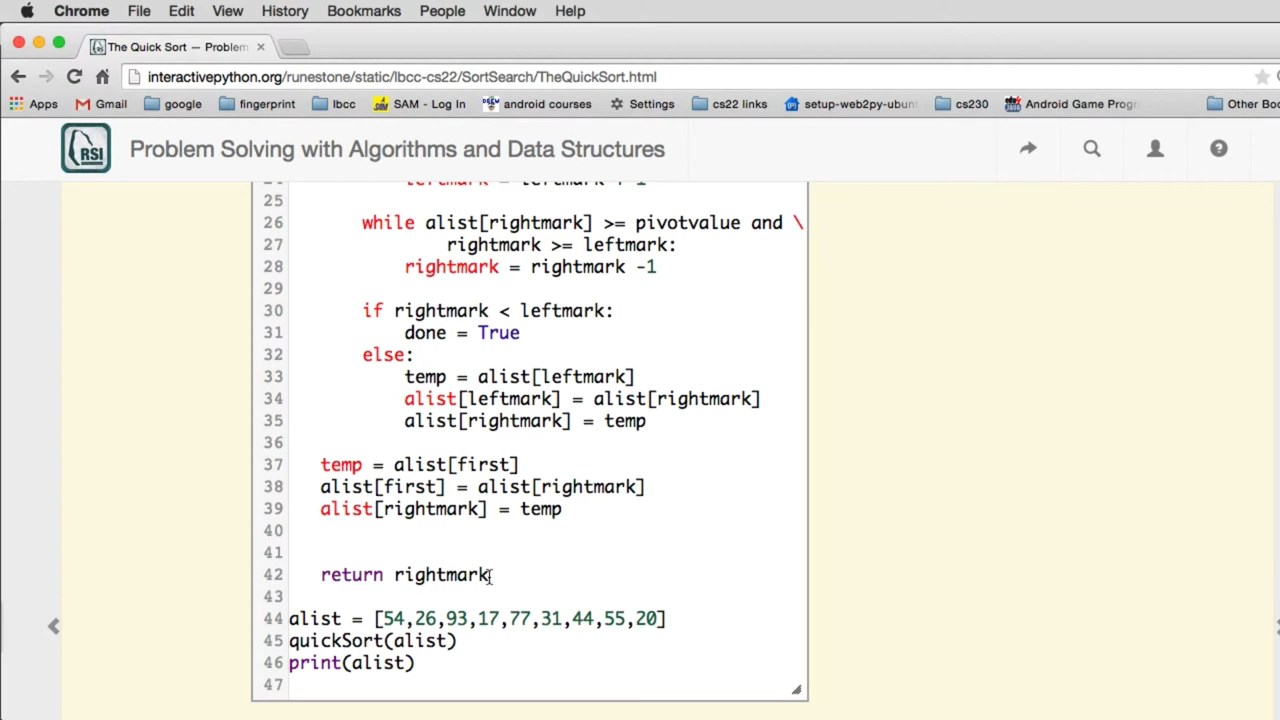 Chrome File Edit View History Bookmarks People Window Help
The Quick Sort — Problem
interactivepython.org/runestone/static/lbcc-cs22/SortSearch/TheQuickSort.html
Apps Gmail google fingerprint lbcc SAM - Log In android courses Settings cs22 links setup-web2py-ubun cs230 Android Game Prog Other Boo
RSI Problem Solving with Algorithms and Data Structures
24 leftmark = leftmark + 1
25
26 while alist[rightmark] >= pivotvalue and \
27 rightmark >= leftmark:
28 rightmark = rightmark -1
29
30 if rightmark < leftmark:
31 done = True
32 else:
33 temp = alist[leftmark]
34 alist[leftmark] = alist[rightmark]
35 alist[rightmark] = temp
36
37 temp = alist[first]
38 alist[first] = alist[rightmark]
39 alist[rightmark] = temp
40
41
42 return rightmark
43
44 alist = [54,26,93,17,77,31,44,55,20]
45 quickSort(alist)
46 print(alist)
47